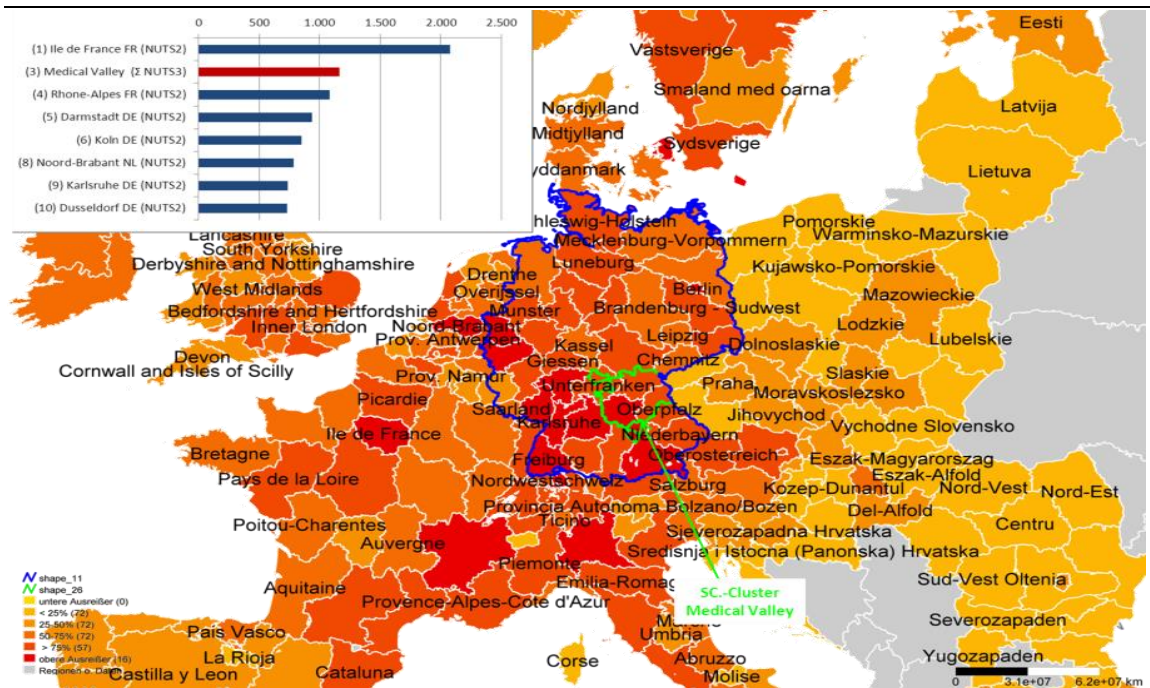 0 500 1.000 1.500 2.000 2.500
(1) Ile de France FR (NUTS2)
(3) Medical Valley (Σ NUTS3)
(4) Rhone-Alpes FR (NUTS2)
(5) Darmstadt DE (NUTS2)
(6) Koln DE (NUTS2)
(8) Noord-Brabant NL (NUTS2)
(9) Karlsruhe DE (NUTS2)
(10) Dusseldorf DE (NUTS2)
Eesti
Vastsverige
Smaland med oarna
Latvija
Nordjylland
Midtjylland
Sydsverige
yddanmark
Lietuva
hleswig-Holstein
Pomorskie
Lancashire
Warminsko-Mazurskie
South Yorkshire
Mecklenburg-Vorpommern
Derbyshire and Nottinghamshire
Luneburg
Drenthe
Kujawsko-Pomorskie
West Midlands
Overijssel
Berlin
Mazowieckie
Bedfordshire and Hertfordshire
Munster
Brandenburg - Sudwest
Inner London
Noord-Brabant
Lodzkie
Prov. Antwerpen
Leipzig
Lubelskie
Devon
Kassel
Dolnoslaskie
Giessen
Chemnitz
Cornwall and Isles of Scilly
Prov. Namur
Slaskie
Unterfranken
Praha
Moravskoslezsko
Picardie
Saarland
Oberpfalz
Jihovychod
Karlsruhe
Vychodne Slovensko
Ile de France
Niederbayern
Bretagne
Freiburg
Oberosterreich
Eszak-Magyarorszag
Pays de la Loire
Nordwestschweiz
Salzburg
Eszak-Alfold
Kozep-Dunantul
Nord-Vest
Nord-Est
Provincia Autonoma Bolzano/Bozen
Del-Alfold
Poitou-Charentes
Ticino
Centru
Sjeverozapadna Hrvatska
Auvergne
Sredisnja i Istocna (Panonska) Hrvatska
Piemonte
Aquitaine
Emilia-Romag
Sud-Vest Oltenia
Provence-Alpes-Cote d'Azur
SC.-Cluster
Medical Valley
Severozapaden
Pais Vasco
Umbria
La Rioja
Corse
Abruzzo
Yugozapaden
Castilla y Leon
Cataluna
Molise
shape_11
shape_26
untere Ausreißer (0)
< 25% (72)
25-50% (72)
50-75% (72)
> 75% (57)
obere Ausreißer (16)
Regionen o. Daten
0 3.1e+07 6.2e+07 km